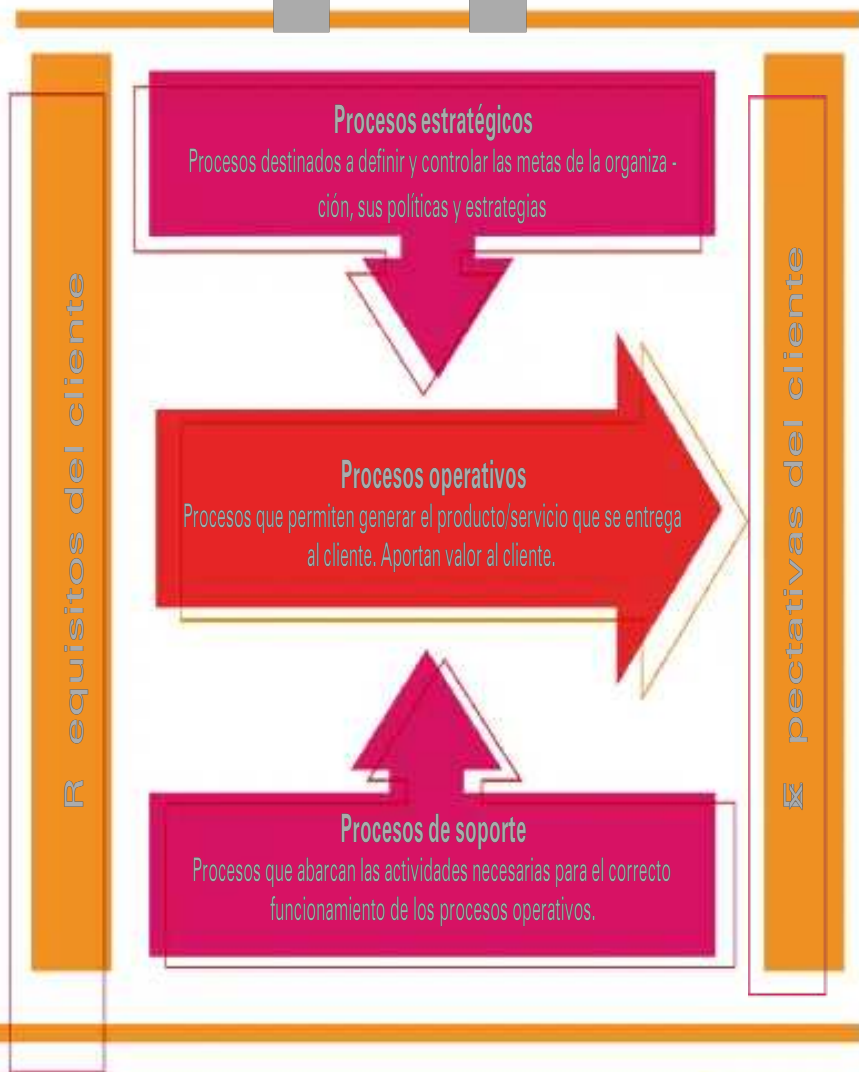 Procesos estratégicos
Procesos destinados a definir y controlar las metas de la organiza -
ción, sus políticas y estrategias
Requisitos del cliente
Procesos operativos
Procesos que permiten generar el producto/servicio que se entrega
al cliente. Aportan valor al cliente.
Expectativas del cliente
Procesos de soporte
Procesos que abarcan las actividades necesarias para el correcto
funcionamiento de los procesos operativos.